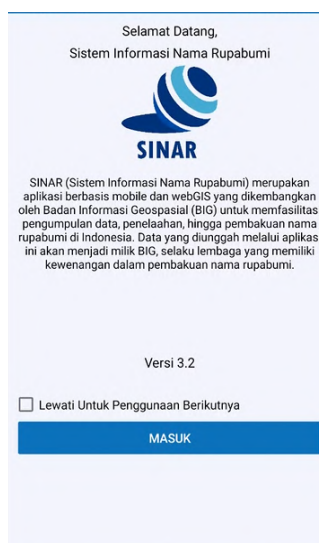 Selamat Datang,
Sistem Informasi Nama Rupabumi
SINAR
SINAR (Sistem Informasi Nama Rupabumi) merupakan
aplikasi berbasis mobile dan webGIS yang dikembangkan
oleh Badan Informasi Geospasial (BIG) untuk memfasilitas
pengumpulan data, penelaahan, hingga pembakuan nama
rupabumi di Indonesia. Data yang diunggah melalui aplikas
ini akan menjadi milik BIG, selaku lembaga yang memiliki
kewenangan dalam pembakuan nama rupabumi.
Versi 3.2
Lewati Untuk Penggunaan Berikutnya
MASUK